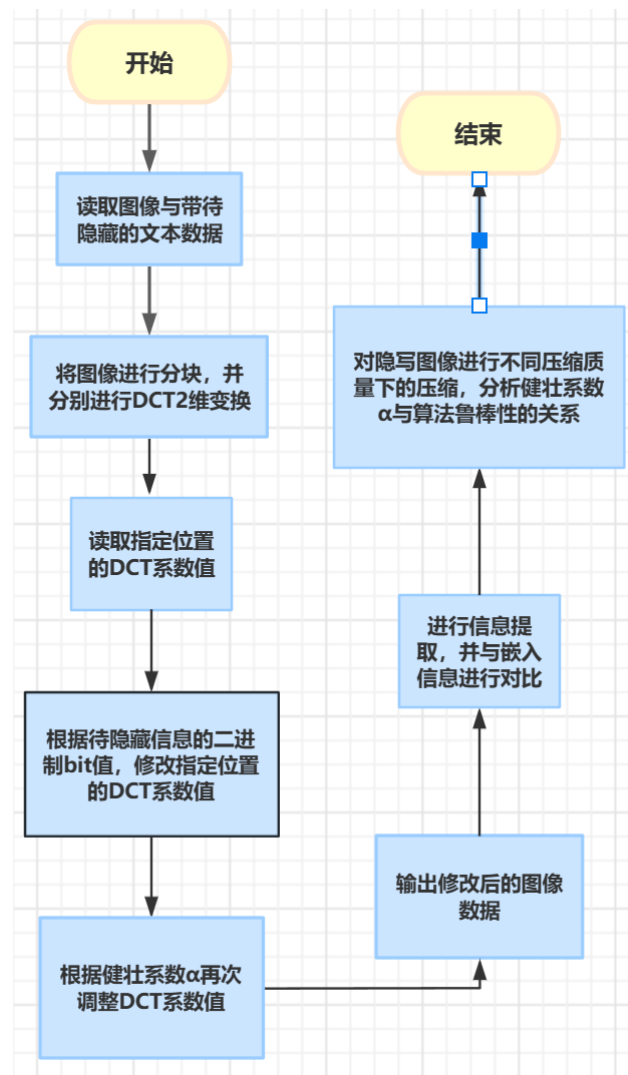 开始
读取图像与带待
隐藏的文本数据
将图像进行分块，并
分别进行DCT2维变换
读取指定位置
的DCT系数值
根据待隐藏信息的二进
制bit值，修改指定位置
的DCT系数值
根据健壮系数α再次
调整DCT系数值
输出修改后的图像
数据
进行信息提
取，并与嵌入
信息进行对比
对隐写图像进行不同压缩质
量下的压缩，分析健壮系数
α与算法鲁棒性的关系
结束